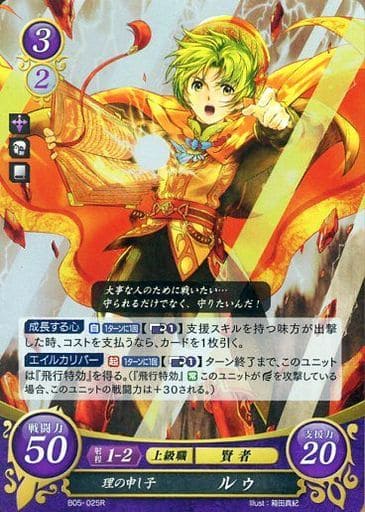 3
2
大事な人のために戦いたい…
守られるだけでなく、守りたいんだ!
成長する心 自 1ターンに1回 【 1】支援スキルを持つ味方が出撃
した時、コストを支払うなら、カードを1枚引く。
エイルカリバー 起 1ターンに1回 【 1】ターン終了まで、このユニット
は『飛行特効』を得る。(『飛行特効』 常 このユニットが を攻撃している
場合、このユニットの戦闘力は+30される。)
戦闘力
50
射程 1-2 上級職 賢者
支援力
20
理の申し子 ルゥ
B05-025R Illust:箱田真紀